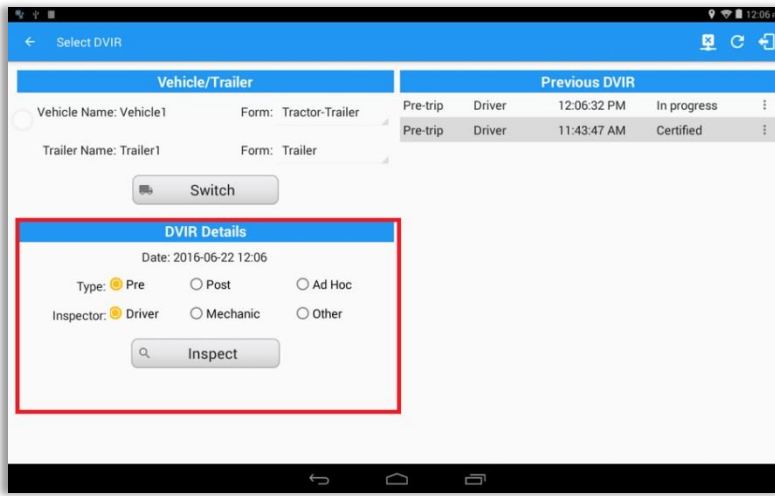 12:06
Select DVIR
Vehicle/Trailer
Vehicle Name: Vehicle1 Form: Tractor-Trailer
Trailer Name: Trailer1 Form: Trailer
Switch
DVIR Details
Date: 2016-06-22 12:06
Type: Pre Post Ad Hoc
Inspector: Driver Mechanic Other
Inspect
Previous DVIR
Pre-trip Driver 12:06:32 PM In progress
Pre-trip Driver 11:43:47 AM Certified